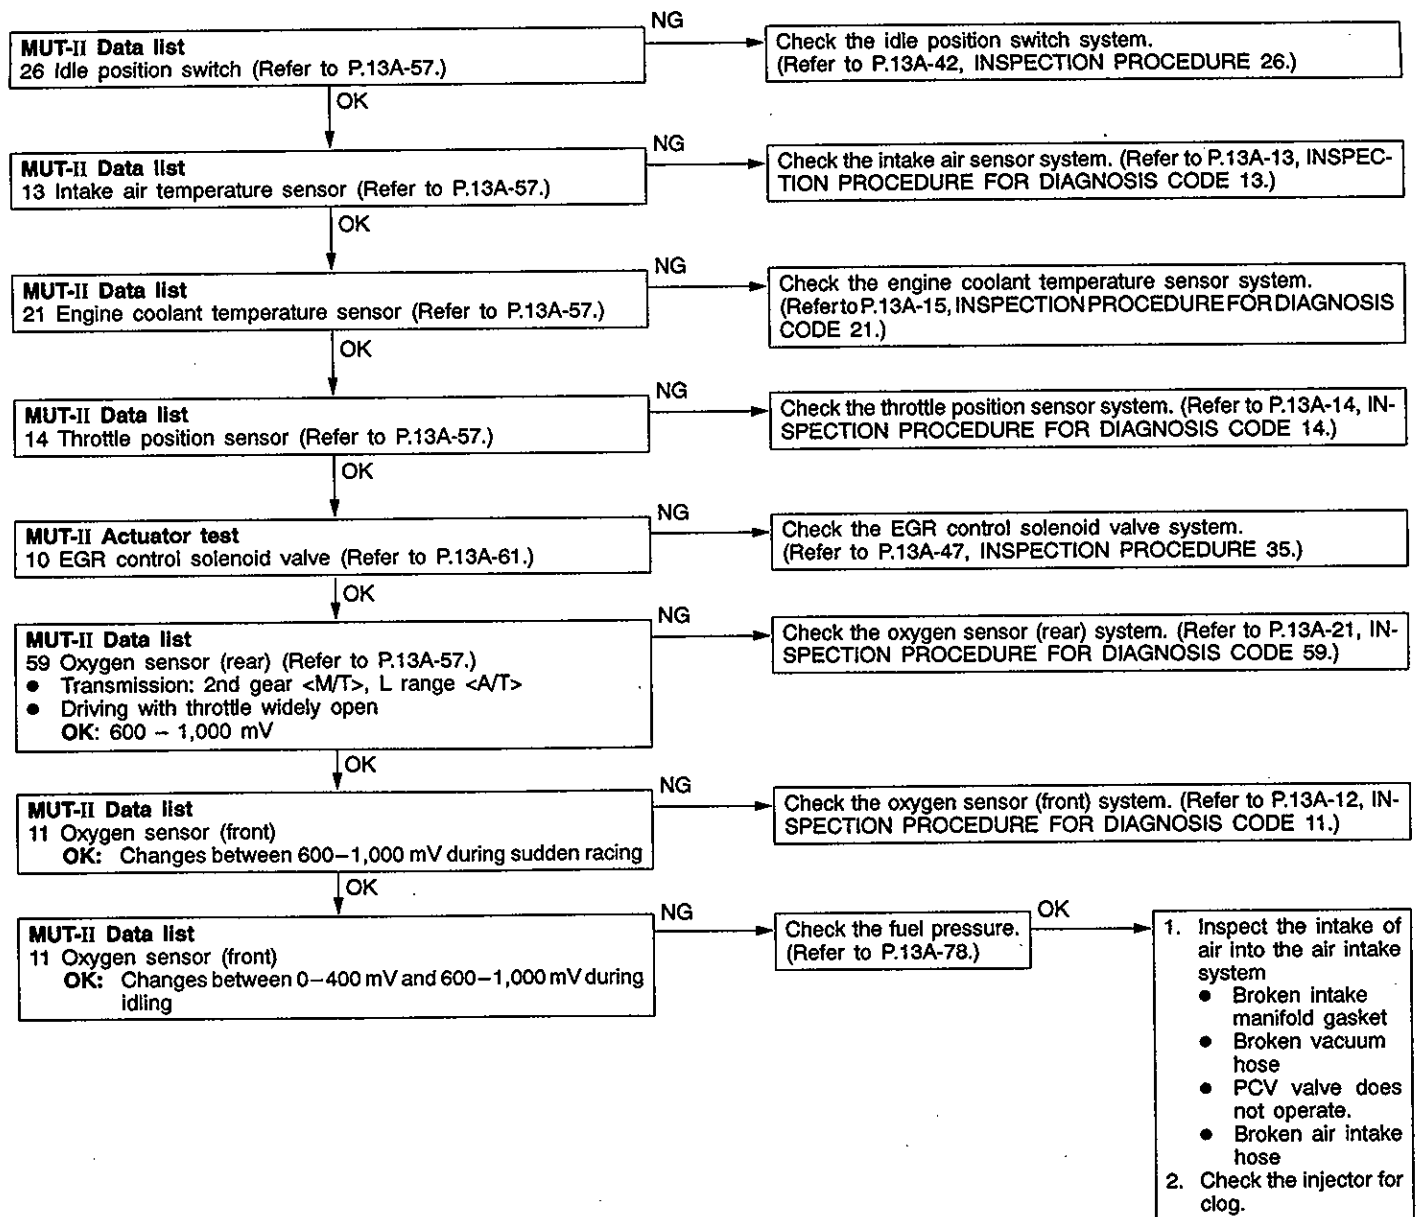 NG
MUT-II Data list
26 Idle position switch (Refer to P.13A-57.)
Check the idle position switch system.
(Refer to P.13A-42, INSPECTION PROCEDURE 26.)
OK
NG
MUT-II Data list
13 Intake air temperature sensor (Refer to P.13A-57.)
Check the intake air sensor system. (Refer to P.13A-13, INSPEC-
TION PROCEDURE FOR DIAGNOSIS CODE 13.)
OK
NG
MUT-II Data list
21 Engine coolant temperature sensor (Refer to P.13A-57.)
Check the engine coolant temperature sensor system.
(Refer to P.13A-15, INSPECTION PROCEDURE FOR DIAGNOSIS
CODE 21.)
OK
NG
MUT-II Data list
14 Throttle position sensor (Refer to P.13A-57.)
Check the throttle position sensor system. (Refer to P.13A-14, IN-
SPECTION PROCEDURE FOR DIAGNOSIS CODE 14.)
OK
NG
MUT-II Actuator test
10 EGR control solenoid valve (Refer to P.13A-61.)
Check the EGR control solenoid valve system.
(Refer to P.13A-47, INSPECTION PROCEDURE 35.)
OK
NG
MUT-II Data list
59 Oxygen sensor (rear) (Refer to P.13A-57.)
● Transmission: 2nd gear <M/T>, L range <A/T>
● Driving with throttle widely open
OK: 600 – 1,000 mV
Check the oxygen sensor (rear) system. (Refer to P.13A-21, IN-
SPECTION PROCEDURE FOR DIAGNOSIS CODE 59.)
OK
NG
MUT-II Data list
11 Oxygen sensor (front)
OK: Changes between 600–1,000 mV during sudden racing
Check the oxygen sensor (front) system. (Refer to P.13A-12, IN-
SPECTION PROCEDURE FOR DIAGNOSIS CODE 11.)
OK
NG
MUT-II Data list
11 Oxygen sensor (front)
OK: Changes between 0–400 mV and 600–1,000 mV during
idling
Check the fuel pressure.
(Refer to P.13A-78.)
OK
1. Inspect the intake of
air into the air intake
system
● Broken intake
manifold gasket
● Broken vacuum
hose
● PCV valve does
not operate.
● Broken air intake
hose
2. Check the injector for
clog.